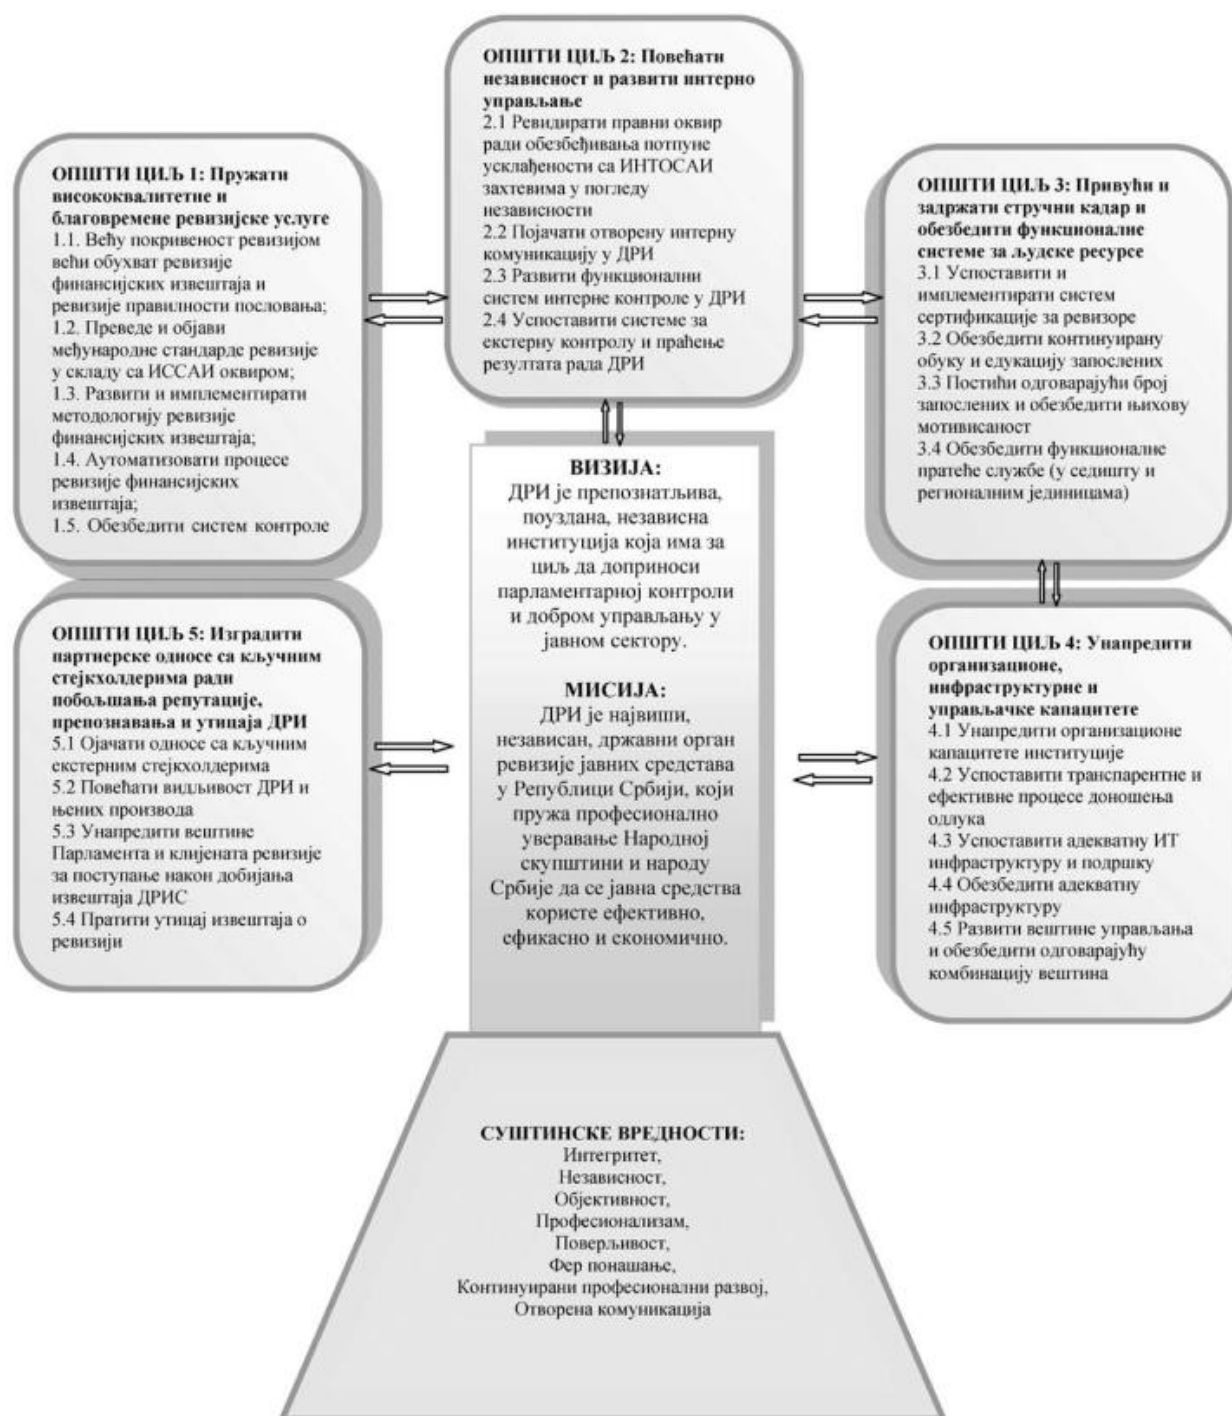 ОПШТИ ЦИЉ 1: Пружати
висококвалитетне и
благовремене ревизијске услуге
1.1. Већу покривеност ревизијом
већи обухват ревизије
финансијских извештаја и
ревизије правилности пословања;
1.2. Преведе и објави
међународне стандарде ревизије
у складу са ИССАИ оквиром;
1.3. Развити и имплементирати
методологију ревизије
финансијских извештаја;
1.4. Аутоматизовати процесе
ревизије финансијских
извештаја;
1.5. Обезбедити систем контроле
ОПШТИ ЦИЉ 2: Повећати
независност и развити интерно
управљање
2.1 Ревидирати правни оквир
ради обезбеђивања потпуне
усклађености са ИНТОСАИ
захтевима у погледу
независности
2.2 Појачати отворену интерну
комуникацију у ДРИ
2.3 Развити функционални
систем интерне контроле у ДРИ
2.4 Успоставити системе за
екстерну контролу и праћење
резултата рада ДРИ
ОПШТИ ЦИЉ 3: Привући и
задржати стручни кадар и
обезбедити функционалне
системе за људске ресурсе
3.1 Успоставити и
имплементирати систем
сертификације за ревизоре
3.2 Обезбедити континуирану
обуку и едукацију запослених
3.3 Постићи одговарајући број
запослених и обезбедити њихову
мотивисаност
3.4 Обезбедити функционалне
пратеће службе (у седишту и
регионалним јединицама)
ВИЗИЈА:
ДРИ је препознатљива,
поуздана, независна
институција која има за
циљ да доприноси
парламентарној контроли
и добром управљању у
јавном сектору.
МИСИЈА:
ДРИ је највиши,
независан, државни орган
ревизије јавних средстава
у Републици Србији, који
пружа професионално
уверавање Народној
скупштини и народу
Србије да се јавна средства
користе ефективно,
ефикасно и економично.
ОПШТИ ЦИЉ 5: Изградити
партнерске односе са кључним
стејкхолдерима ради
побољшања репутације,
препознавања и утицаја ДРИ
5.1 Ојачати односе са кључним
екстерним стејкхолдерима
5.2 Повећати видљивост ДРИ и
њених производа
5.3 Унапредити вештине
Парламента и клијената ревизије
за поступање након добијања
извештаја ДРИС
5.4 Пратити утицај извештаја о
ревизији
ОПШТИ ЦИЉ 4: Унапредити
организационе,
инфраструктурне и
управљачке капацитете
4.1 Унапредити организационе
капацитете институције
4.2 Успоставити транспарентне и
ефективне процесе доношења
одлука
4.3 Успоставити адекватну ИТ
инфраструктуру и подршку
4.4 Обезбедити адекватну
инфраструктуру
4.5 Развити вештине управљања
и обезбедити одговарајућу
комбинацију вештина
СУШТИНСКЕ ВРЕДНОСТИ:
Интегритет,
Независност,
Објективност,
Професионализам,
Поверљивост,
Фер понашање,
Континуирани професионални развој,
Отворена комуникација